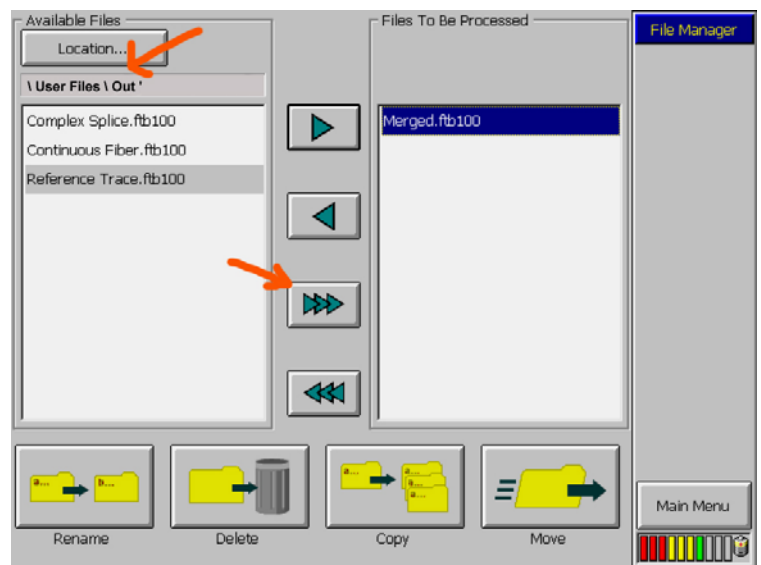 Available Files
Location...
\ User Files \ Out '
Complex Splice.ftb100
Continuous Fiber.ftb100
Reference Trace.ftb100
Files To Be Processed
Merged.ftb100
File Manager
a...
b...
a...
a...
a...
Rename
Delete
Copy
Move
Main Menu